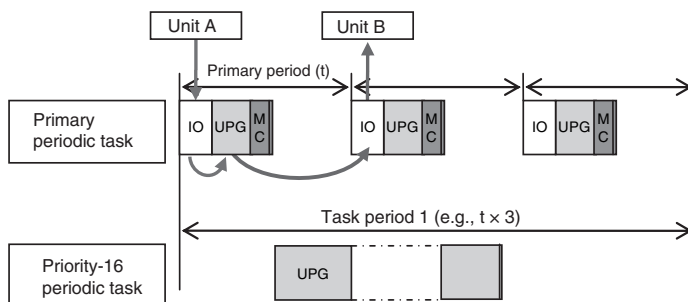 Unit A
Unit B
Primary period (t)
Primary
periodic task
IO
UPG
M
C
IO
UPG
M
C
IO
UPG
M
C
Task period 1 (e.g., t × 3)
Priority-16
periodic task
UPG